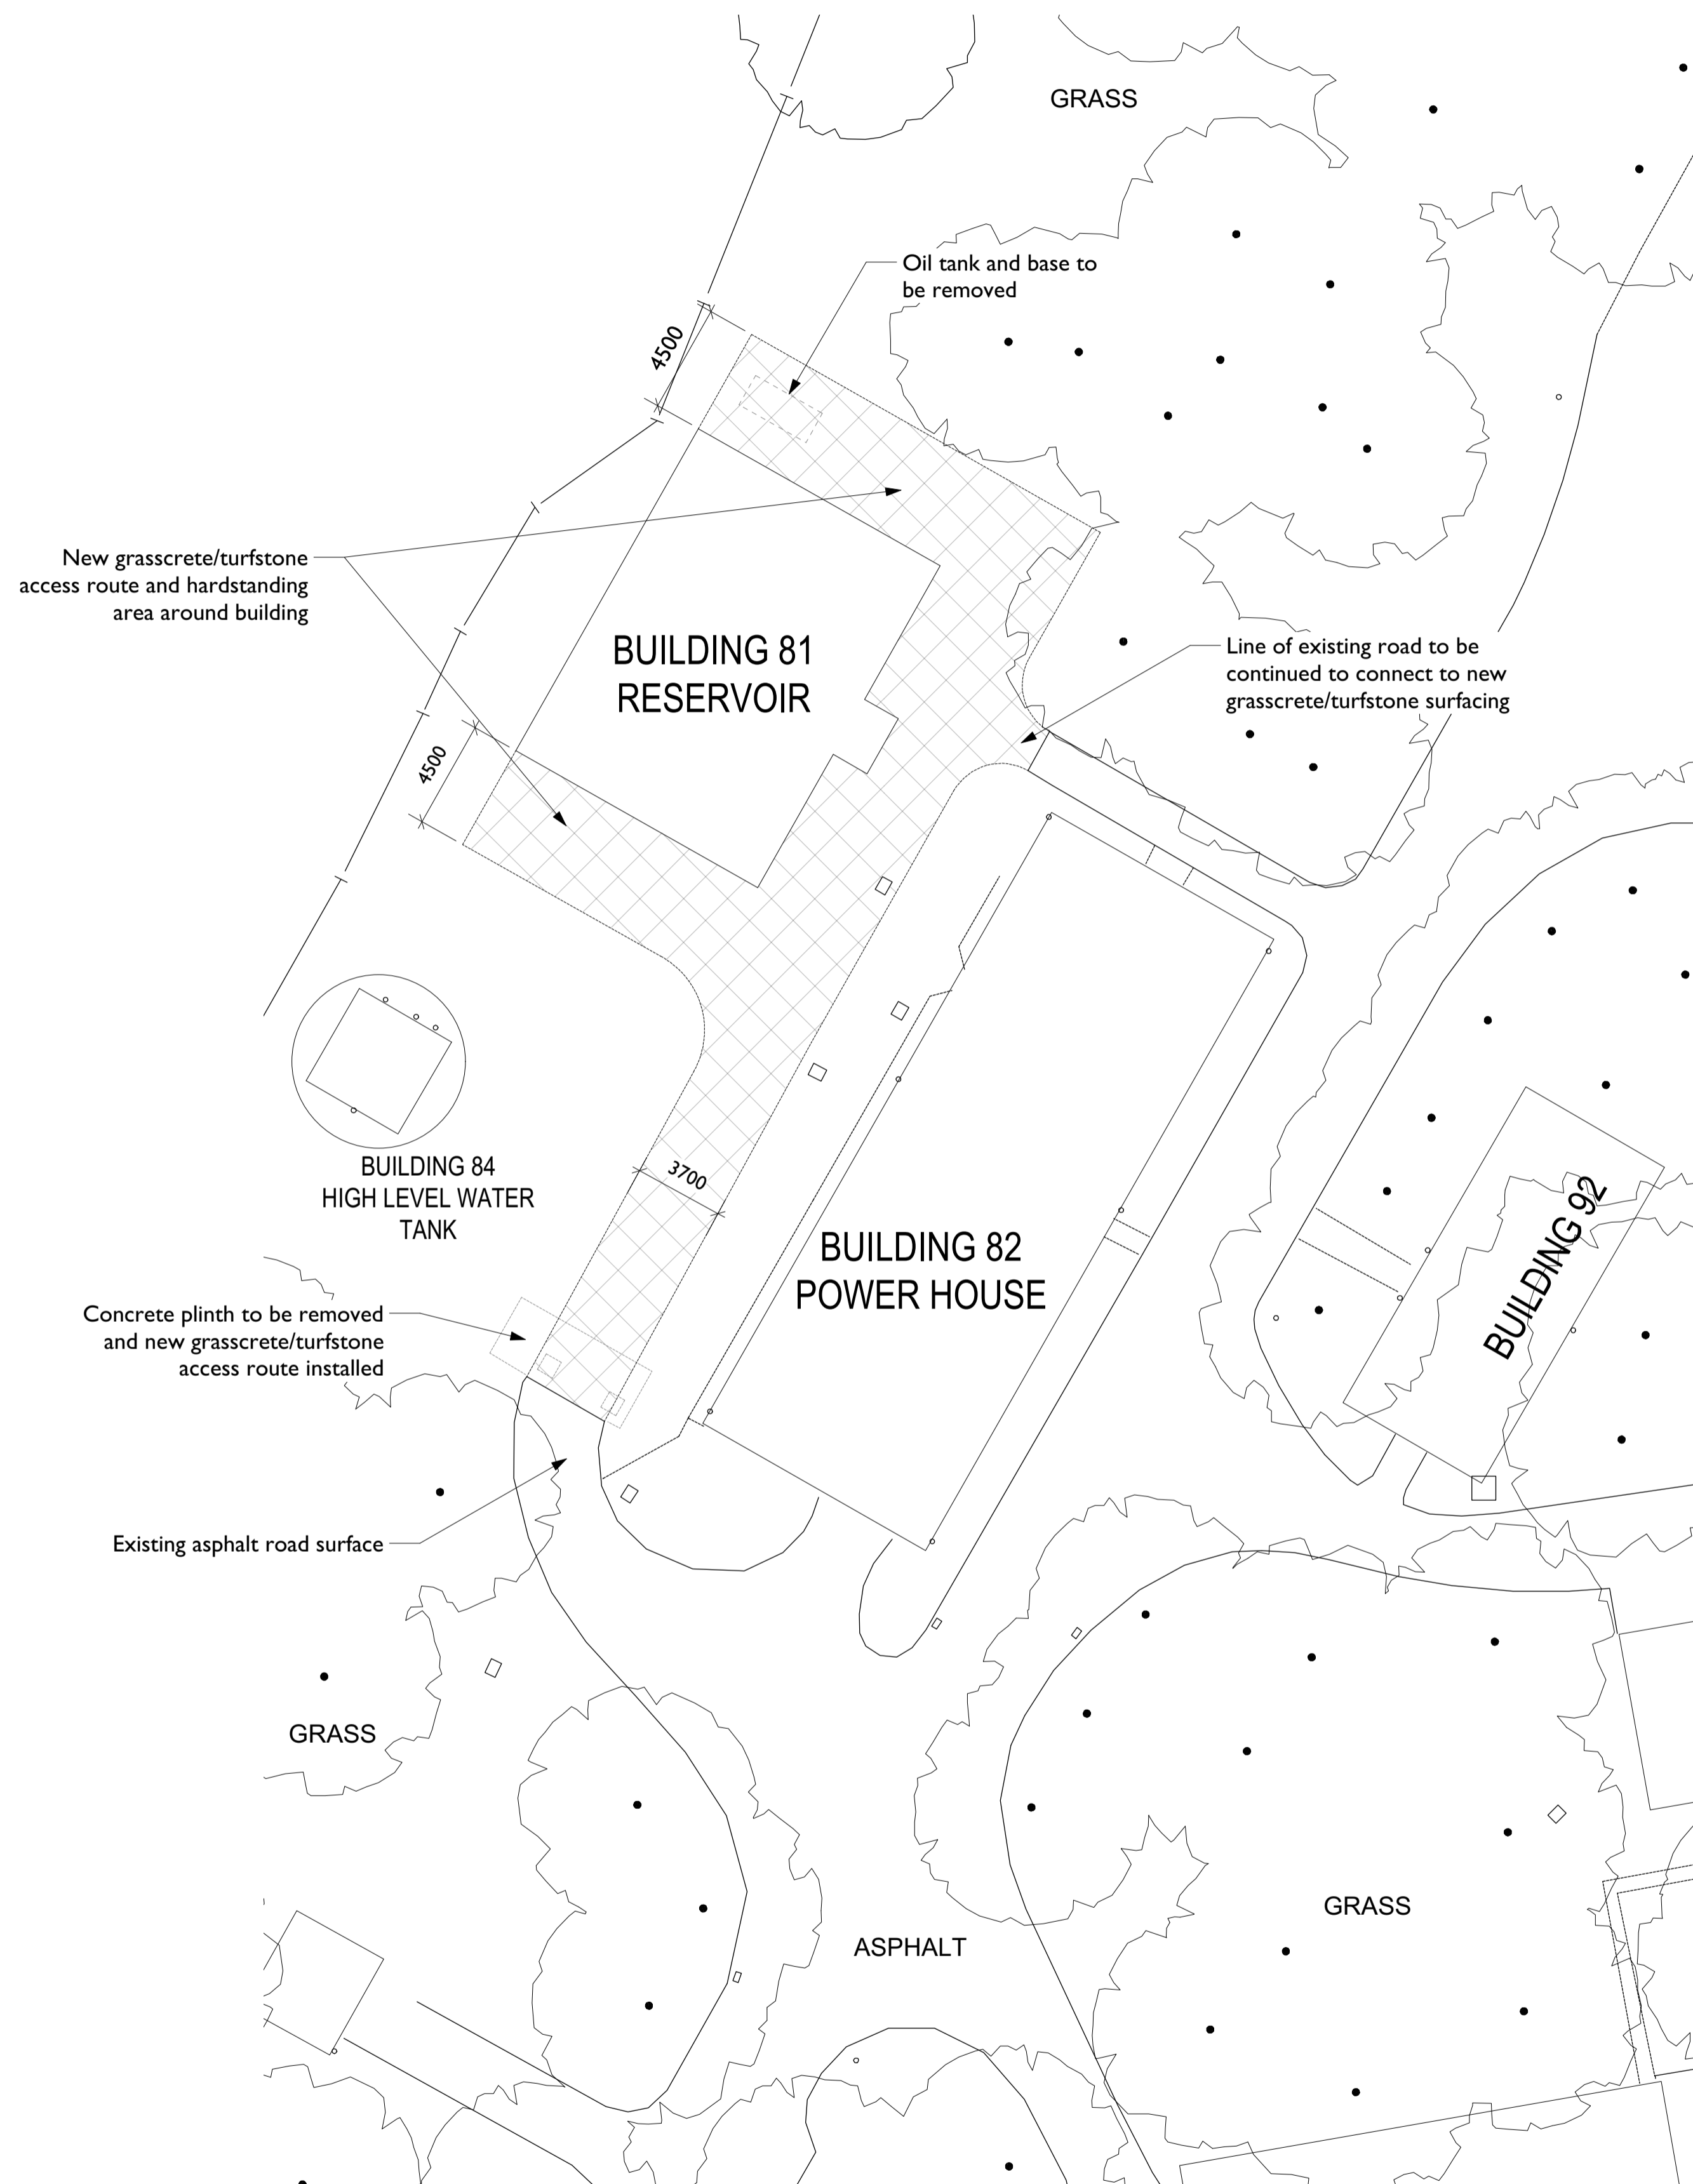 GRASS
Oil tank and base to
be removed
4500
New grasscrete/turfstone
access route and hardstanding
area around building
BUILDING 81
RESERVOIR
Line of existing road to be
continued to connect to new
grasscrete/turfstone surfacing
4500
BUILDING 84
HIGH LEVEL WATER
TANK
3700
BUILDING 82
POWER HOUSE
BUILDING 92
Concrete plinth to be removed
and new grasscrete/turfstone
access route installed
Existing asphalt road surface
GRASS
GRASS
ASPHALT